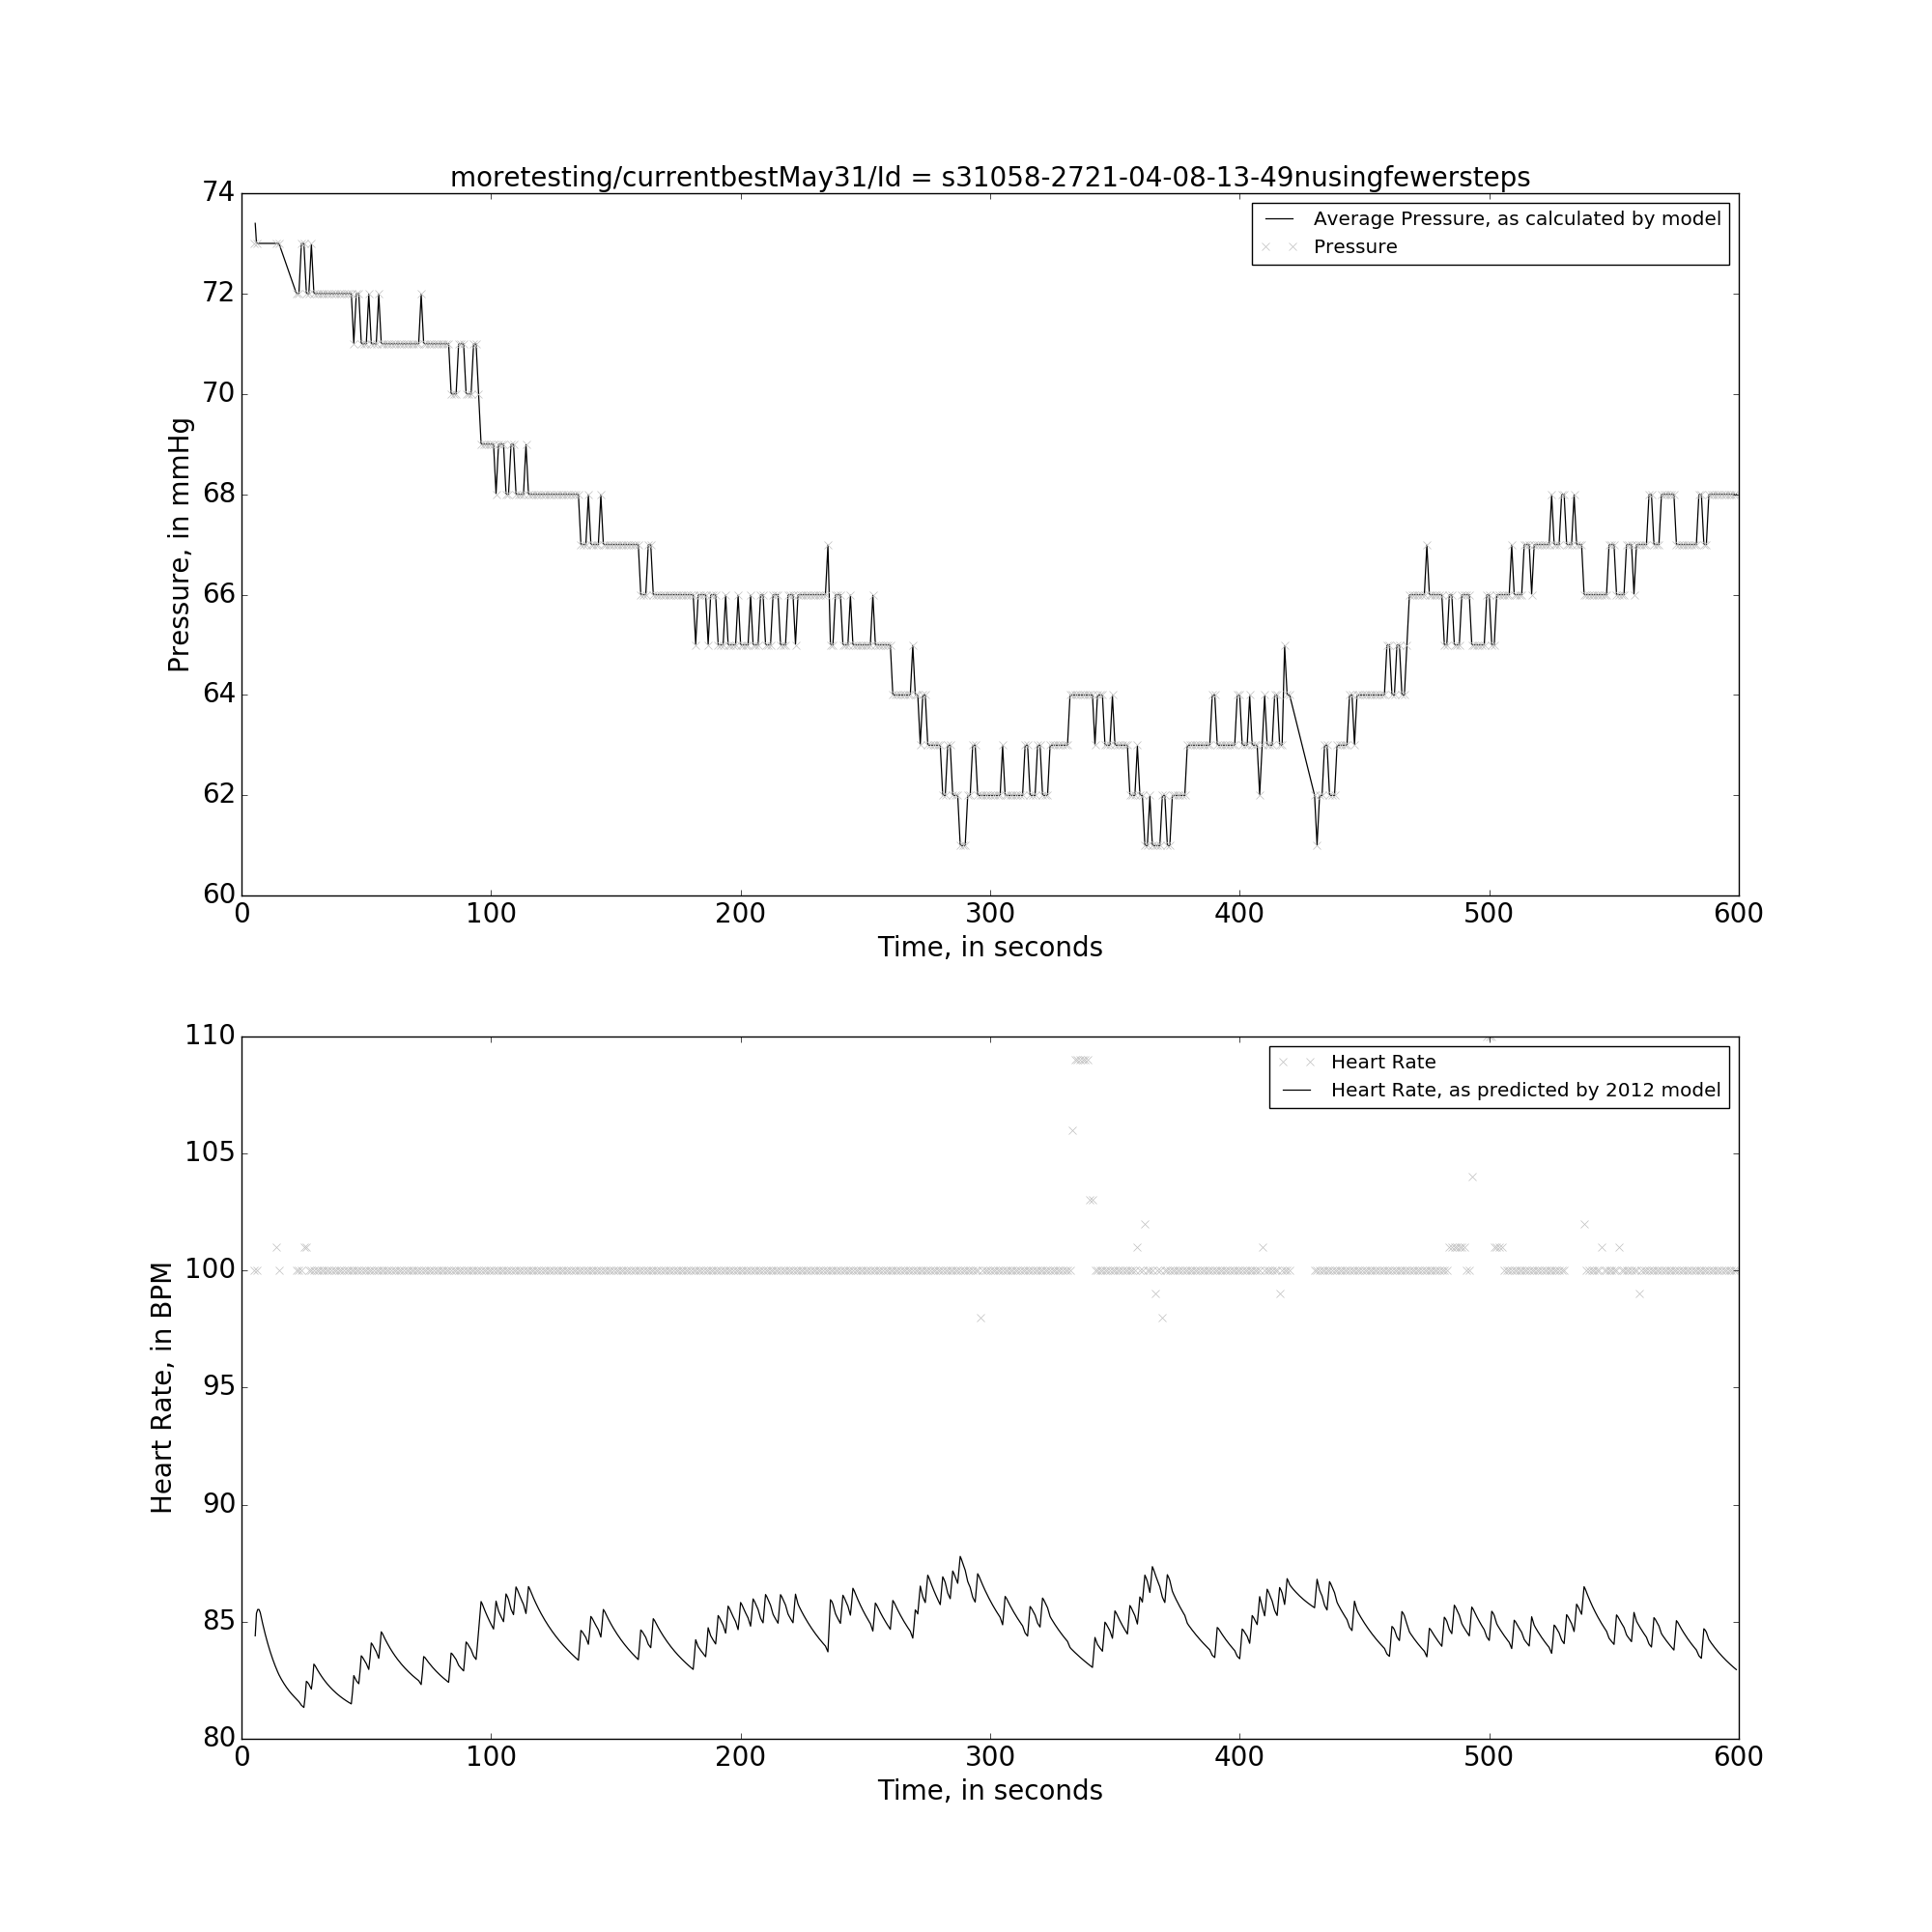 moretesting/currentbestMay31/Id = s31058-2721-04-08-13-49nusingfewersteps
74
72
70
68
66
64
62
60
Pressure, in mmHg
Average Pressure, as calculated by model
Pressure
0 100 200 300 400 500 600
Time, in seconds
110
105
100
95
90
85
80
Heart Rate, in BPM
Heart Rate
Heart Rate, as predicted by 2012 model
0 100 200 300 400 500 600
Time, in seconds